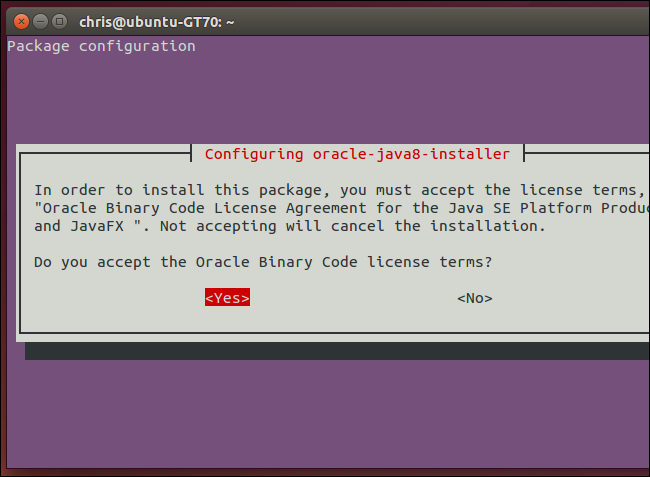 chris@ubuntu-GT70: ~
Package configuration
Configuring oracle-java8-installer
In order to install this package, you must accept the license terms,
"Oracle Binary Code License Agreement for the Java SE Platform Produc
and JavaFX ". Not accepting will cancel the installation.
Do you accept the Oracle Binary Code license terms?
<Yes> <No>